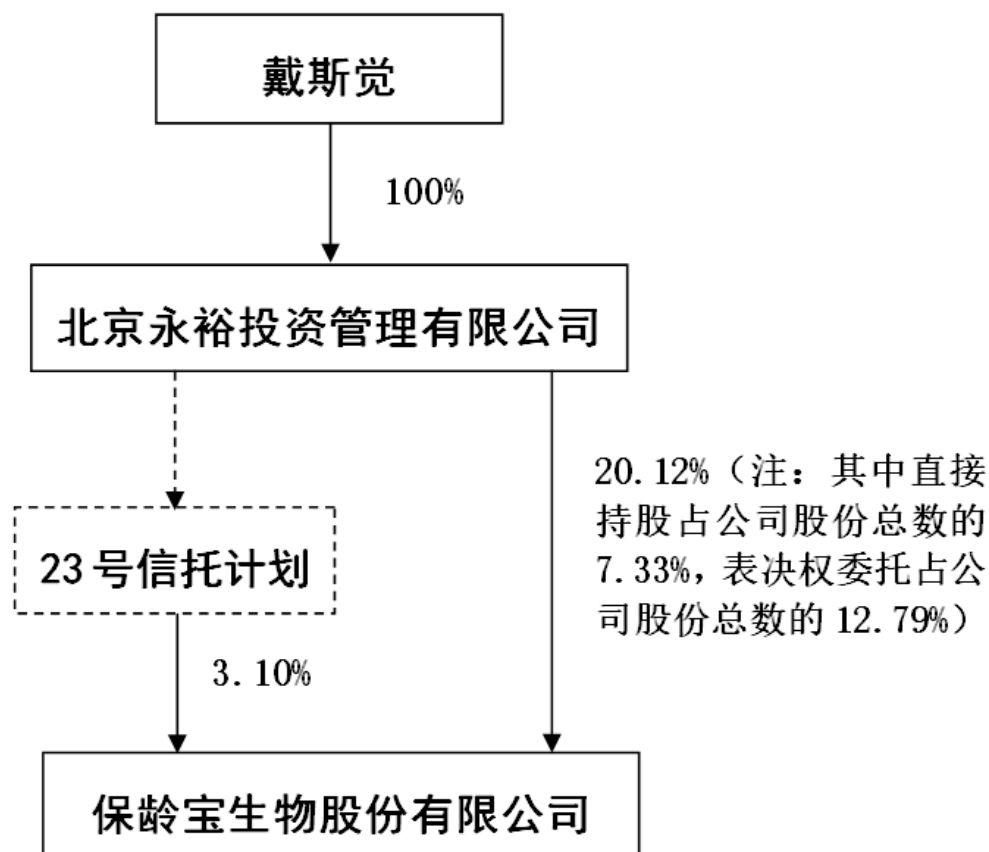 戴斯觉
100%
北京永裕投资管理有限公司
20.12%（注：其中直接
持股占公司股份总数的
7.33%，表决权委托占公
司股份总数的 12.79%）
23 号信托计划
3.10%
保龄宝生物股份有限公司